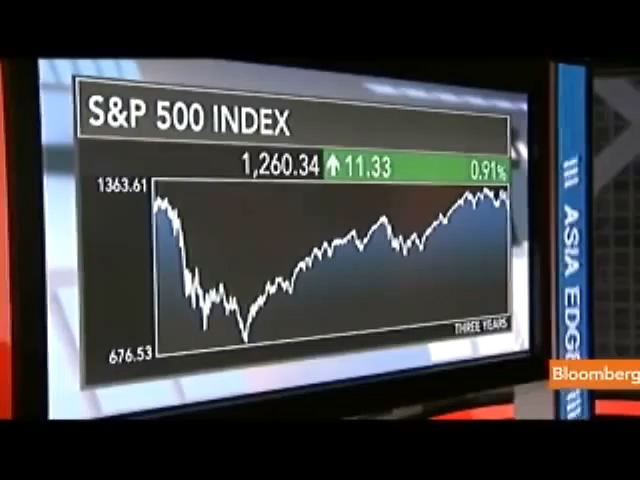 S&P 500 INDEX
1,260.34 ↑ 11.33 0.91%
1363.61
676.53
THREE YEARS
ASIA EDGE
Bloomberg